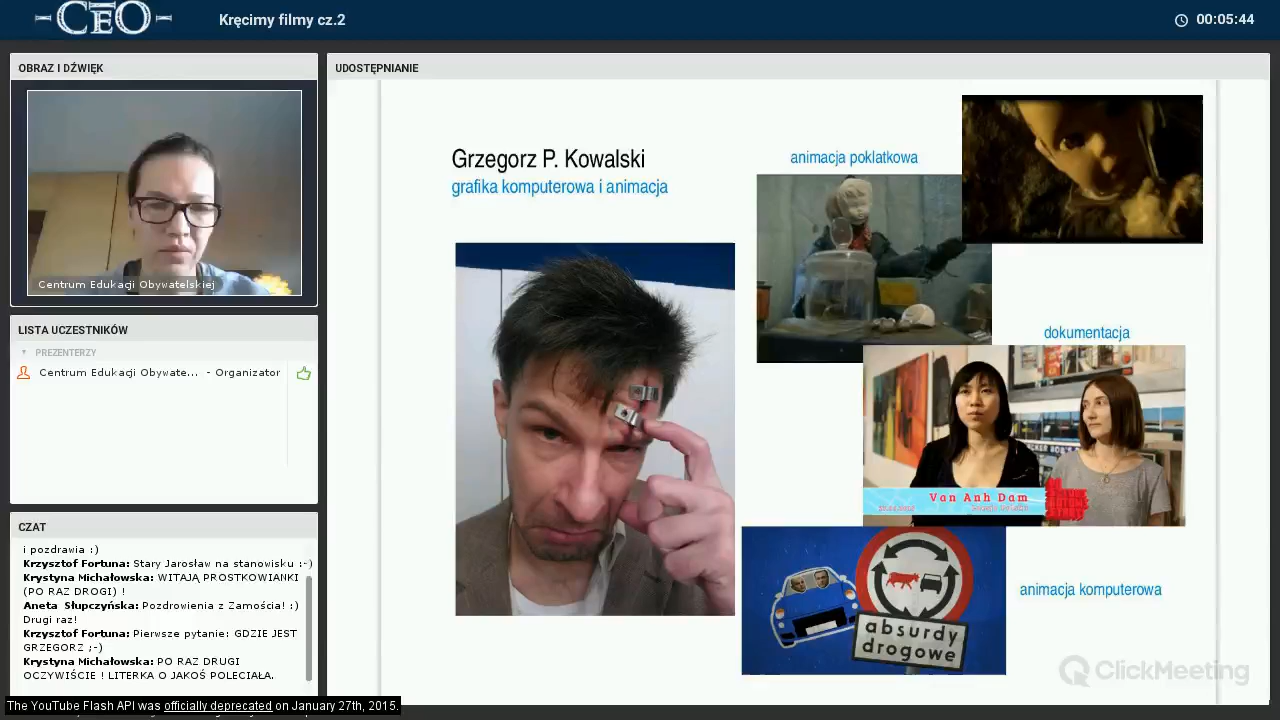 CEO
Kręcimy filmy cz.2
00:05:44
OBRAZ I DŹWIĘK
Centrum Edukacji Obywatelskiej
LISTA UCZESTNIKÓW
PREZENTERZY
Centrum Edukacji Obywate... - Organizator
CZAT
i pozdrawia :)
Krzysztof Fortuna: Stary Jarosław na stanowisku :-)
Krystyna Michałowska: WITAJĄ PROSTKOWIANKI
(PO RAZ DROGI) !
Aneta Słupczyńska: Pozdrowienia z Zamościa! :)
Drugi raz!
Krzysztof Fortuna: Pierwsze pytanie: GDZIE JEST
GRZEGORZ ;-)
Krystyna Michałowska: PO RAZ DRUGI
OCZYWIŚCIE ! LITERKA O JAKOŚ POLECIAŁA.
The YouTube Flash API was officially deprecated on January 27th, 2015.
UDOSTĘPNIANIE
Grzegorz P. Kowalski
grafika komputerowa i animacja
animacja poklatkowa
dokumentacja
Van Anh Dam
animacja komputerowa
absurdy
drogowe
ClickMeeting